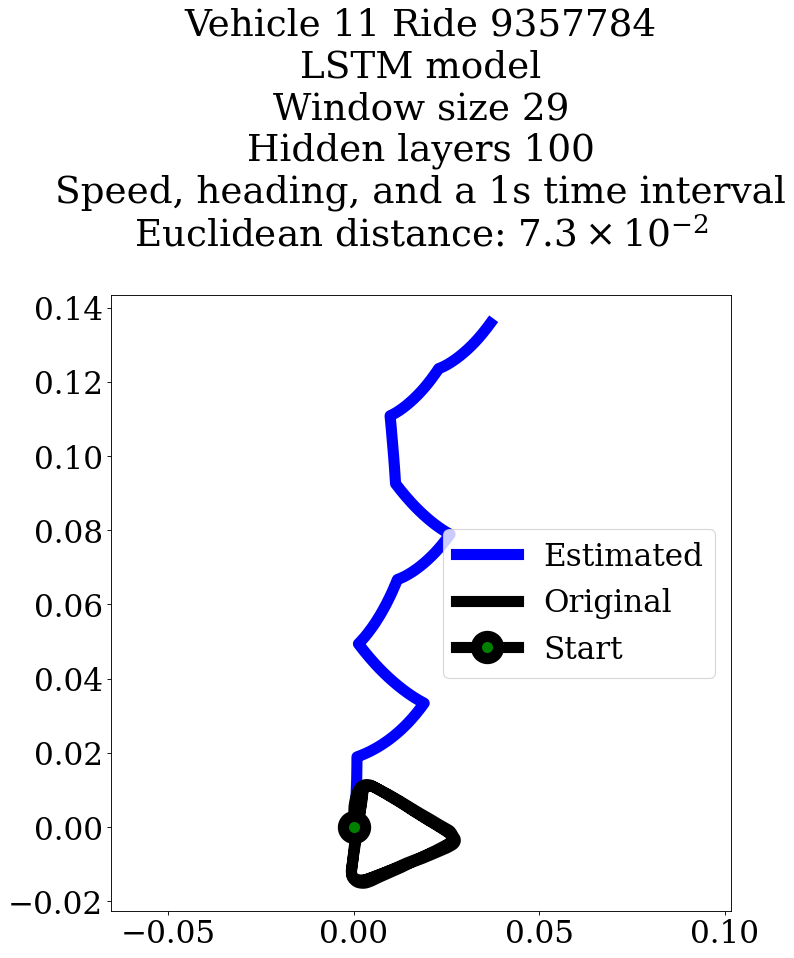 Vehicle 11 Ride 9357784
LSTM model
Window size 29
Hidden layers 100
Speed, heading, and a 1s time interval
Euclidean distance: 7.3 × 10⁻²
0.14
0.12
0.10
0.08
0.06
0.04
0.02
0.00
−0.02
Estimated
Original
Start
−0.05
0.00
0.05
0.10